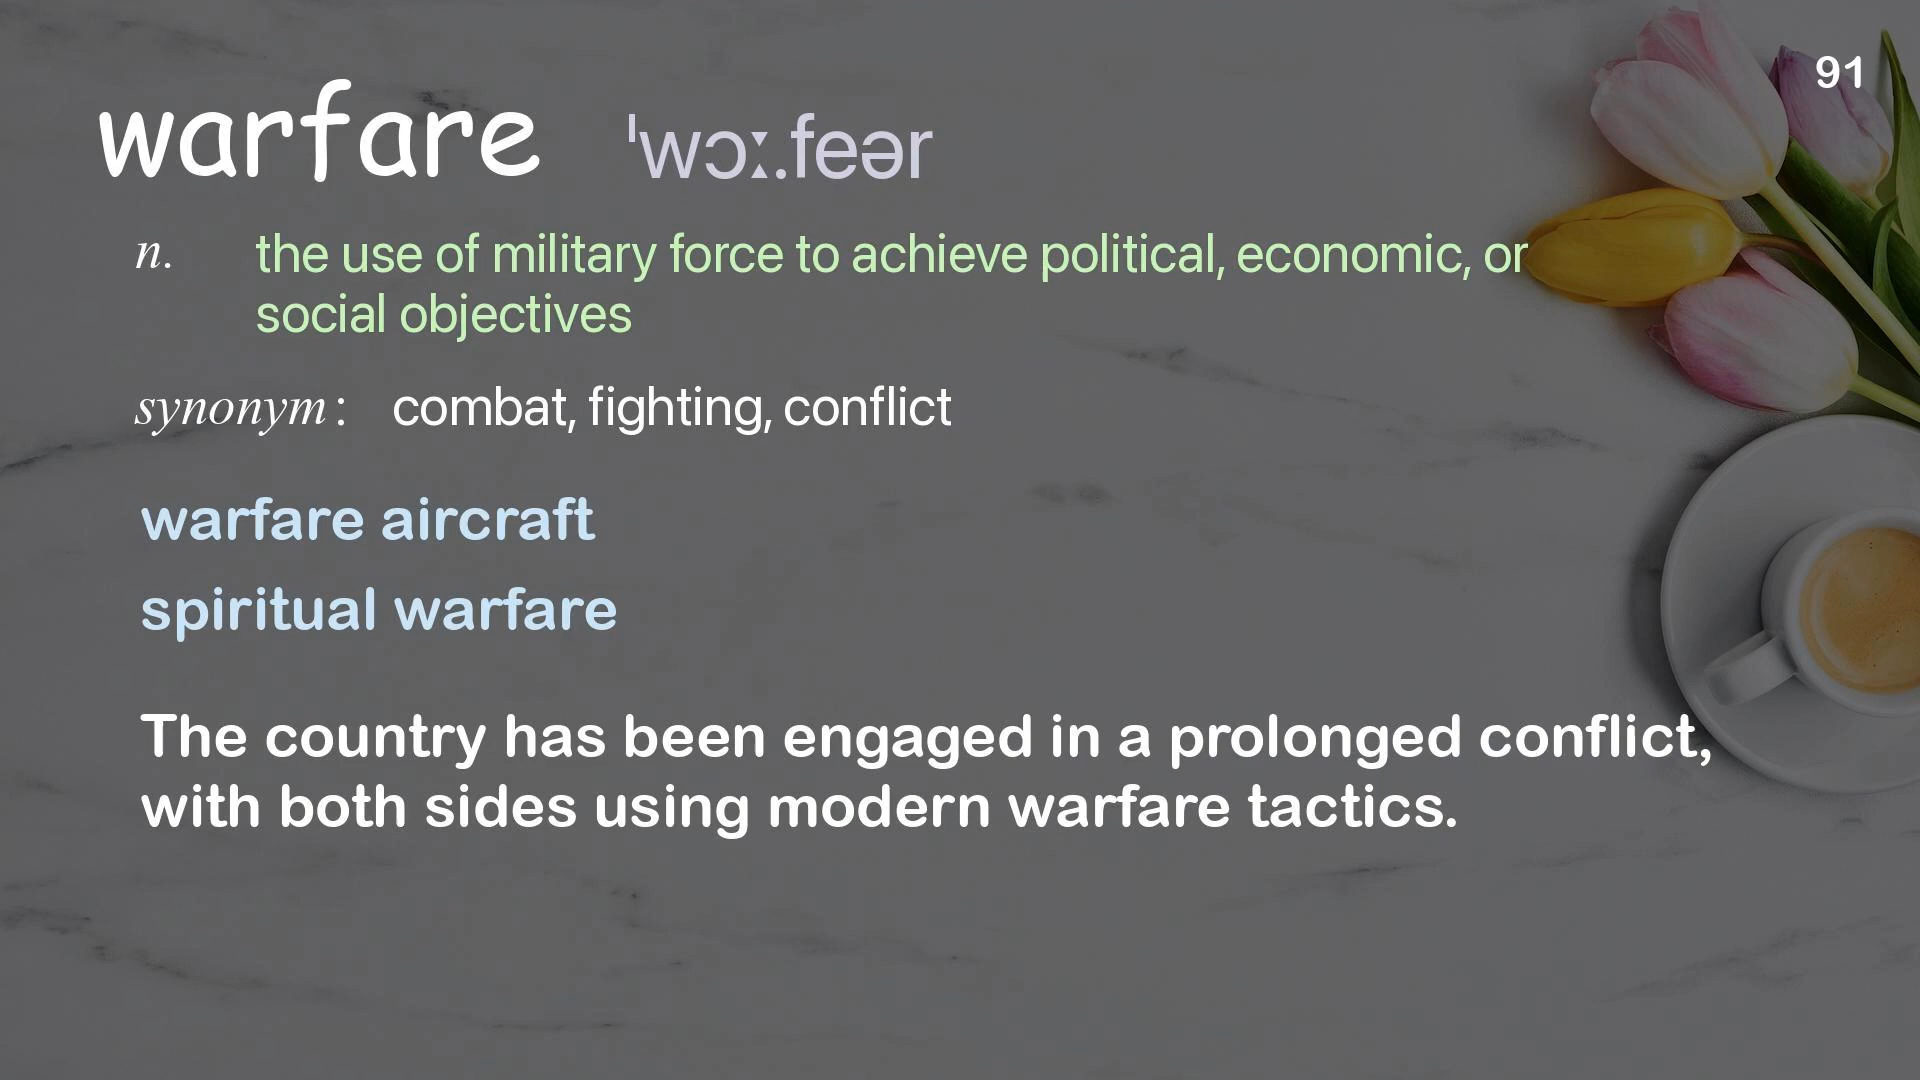 91
warfare ˈwɔː.feər
n. the use of military force to achieve political, economic, or
social objectives
synonym: combat, fighting, conflict
warfare aircraft
spiritual warfare
The country has been engaged in a prolonged conflict,
with both sides using modern warfare tactics.